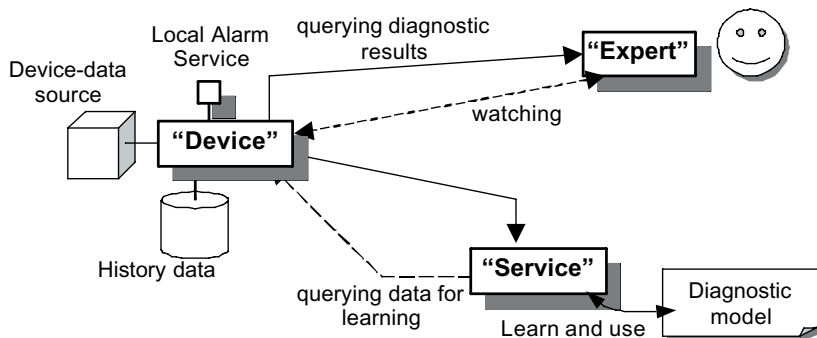 querying diagnostic
results
Local Alarm
Service
Device-data
source
“Expert”
watching
“Device”
History data
“Service”
querying data for
learning
Learn and use
Diagnostic
model